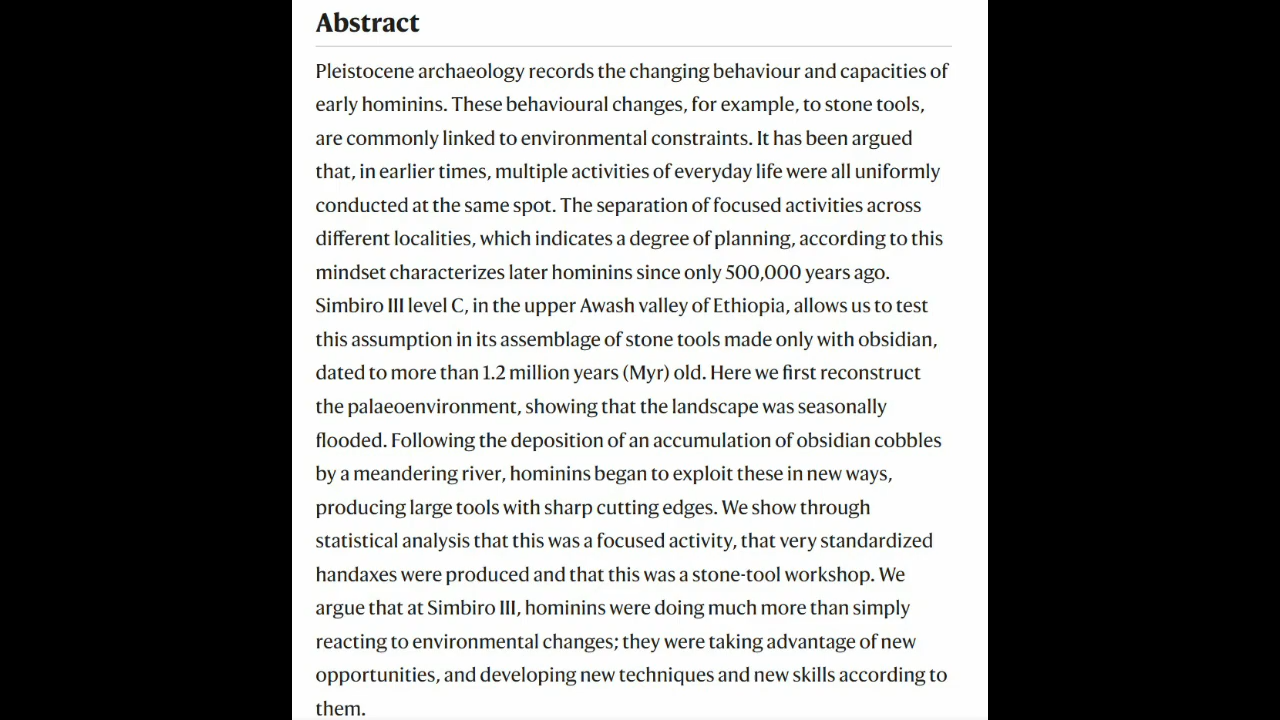 Abstract
Pleistocene archaeology records the changing behaviour and capacities of
early hominins. These behavioural changes, for example, to stone tools,
are commonly linked to environmental constraints. It has been argued
that, in earlier times, multiple activities of everyday life were all uniformly
conducted at the same spot. The separation of focused activities across
different localities, which indicates a degree of planning, according to this
mindset characterizes later hominins since only 500,000 years ago.
Simbiro III level C, in the upper Awash valley of Ethiopia, allows us to test
this assumption in its assemblage of stone tools made only with obsidian,
dated to more than 1.2 million years (Myr) old. Here we first reconstruct
the palaeoenvironment, showing that the landscape was seasonally
flooded. Following the deposition of an accumulation of obsidian cobbles
by a meandering river, hominins began to exploit these in new ways,
producing large tools with sharp cutting edges. We show through
statistical analysis that this was a focused activity, that very standardized
handaxes were produced and that this was a stone-tool workshop. We
argue that at Simbiro III, hominins were doing much more than simply
reacting to environmental changes; they were taking advantage of new
opportunities, and developing new techniques and new skills according to
them.